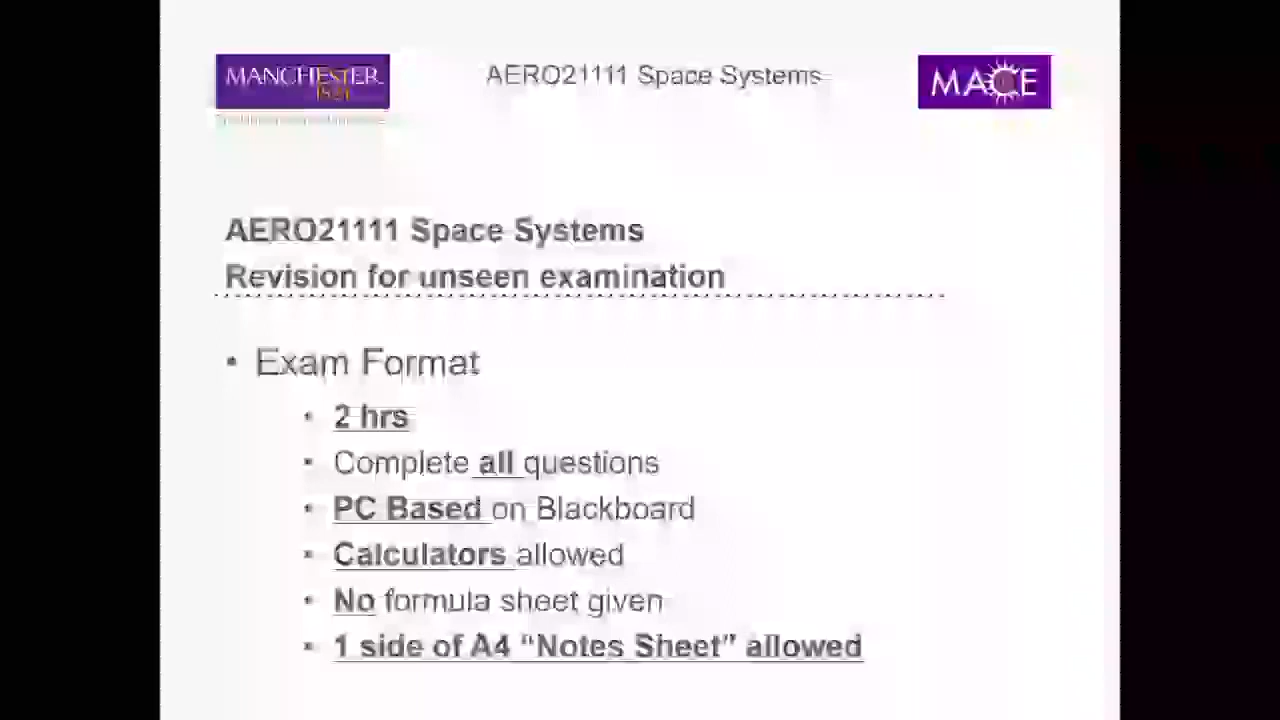 MANCHESTER
1824
AERO21111 Space Systems
MACE
AERO21111 Space Systems
Revision for unseen examination
• Exam Format
• 2 hrs
• Complete all questions
• PC Based on Blackboard
• Calculators allowed
• No formula sheet given
• 1 side of A4 “Notes Sheet” allowed